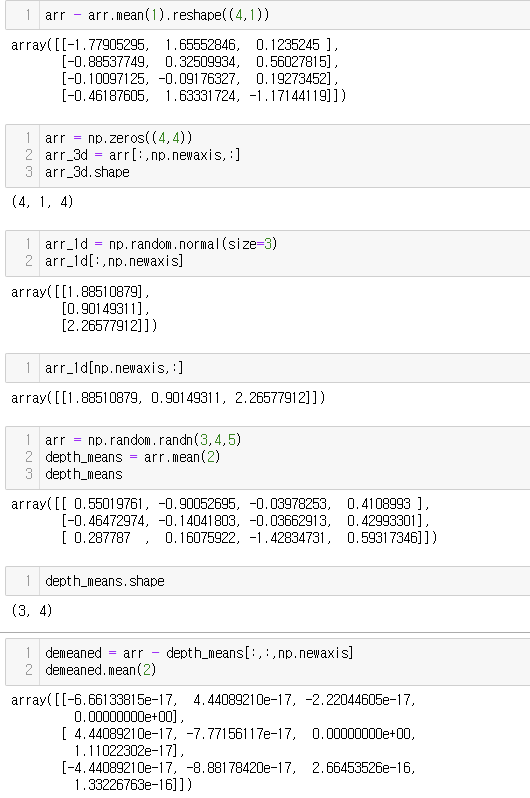 1 arr - arr.mean(1).reshape((4,1))
array([[-1.77905295, 1.65552846, 0.1235245 ],
[-0.88537749, 0.32509934, 0.56027815],
[-0.10097125, -0.09176327, 0.19273452],
[-0.46187605, 1.63331724, -1.17144119]])
1 arr = np.zeros((4,4))
2 arr_3d = arr[:,np.newaxis,:]
3 arr_3d.shape
(4, 1, 4)
1 arr_1d = np.random.normal(size=3)
2 arr_1d[:,np.newaxis]
array([[1.88510879],
[0.90149311],
[2.26577912]])
1 arr_1d[np.newaxis,:]
array([[1.88510879, 0.90149311, 2.26577912]])
1 arr = np.random.randn(3,4,5)
2 depth_means = arr.mean(2)
3 depth_means
array([[ 0.55019761, -0.90052695, -0.03978253, 0.4108993 ],
[-0.46472974, -0.14041803, -0.03662913, 0.42993301],
[ 0.287787 , 0.16075922, -1.42834731, 0.59317346]])
1 depth_means.shape
(3, 4)
1 demeaned = arr - depth_means[:,:,np.newaxis]
2 demeaned.mean(2)
array([[-6.66133815e-17, 4.44089210e-17, -2.22044605e-17,
0.00000000e+00],
[ 4.44089210e-17, -7.77156117e-17, 0.00000000e+00,
1.11022302e-17],
[-4.44089210e-17, -8.88178420e-17, 2.66453526e-16,
1.33226763e-16]])